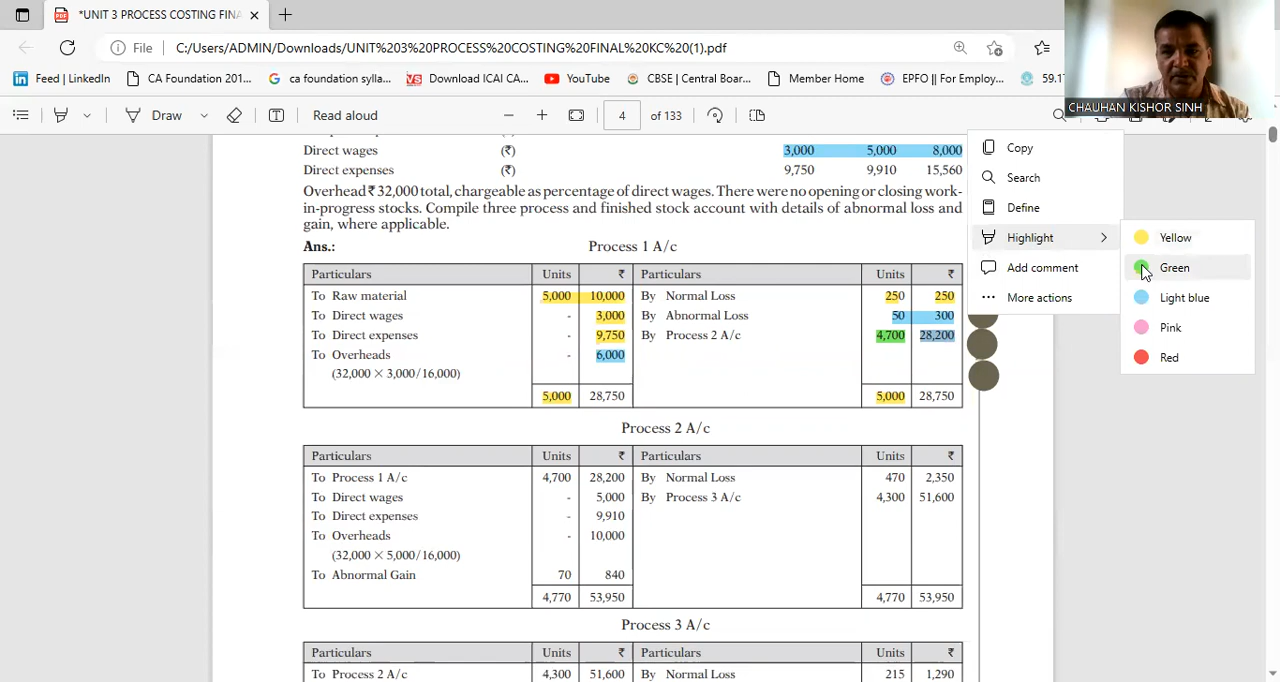 *UNIT 3 PROCESS COSTING FINA
File C:/Users/ADMIN/Downloads/UNIT%203%20PROCESS%20COSTING%20FINAL%20KC%20(1).pdf
Feed | LinkedIn CA Foundation 201... ca foundation sylla... Download ICAI CA... YouTube CBSE | Central Boar... Member Home EPFO || For Employ... 59.1
CHAUHAN KISHOR SINH
Draw Read aloud 4 of 133
Direct wages (₹) 3,000 5,000 8,000
Direct expenses (₹) 9,750 9,910 15,560
Overhead ₹ 32,000 total, chargeable as percentage of direct wages. There were no opening or closing work-
in-progress stocks. Compile three process and finished stock account with details of abnormal loss and
gain, where applicable.
Ans.: Process 1 A/c
Particulars Units ₹ Particulars Units ₹
To Raw material 5,000 10,000 By Normal Loss 250 250
To Direct wages - 3,000 By Abnormal Loss 50 300
To Direct expenses - 9,750 By Process 2 A/c 4,700 28,200
To Overheads - 6,000
(32,000 × 3,000/16,000)
5,000 28,750 5,000 28,750
Process 2 A/c
Particulars Units ₹ Particulars Units ₹
To Process 1 A/c 4,700 28,200 By Normal Loss 470 2,350
To Direct wages - 5,000 By Process 3 A/c 4,300 51,600
To Direct expenses - 9,910
To Overheads - 10,000
(32,000 × 5,000/16,000)
To Abnormal Gain 70 840
4,770 53,950 4,770 53,950
Process 3 A/c
Particulars Units ₹ Particulars Units ₹
To Process 2 A/c 4,300 51,600 By Normal Loss 215 1,290
Copy
Search
Define
Highlight
Add comment
More actions
Yellow
Green
Light blue
Pink
Red